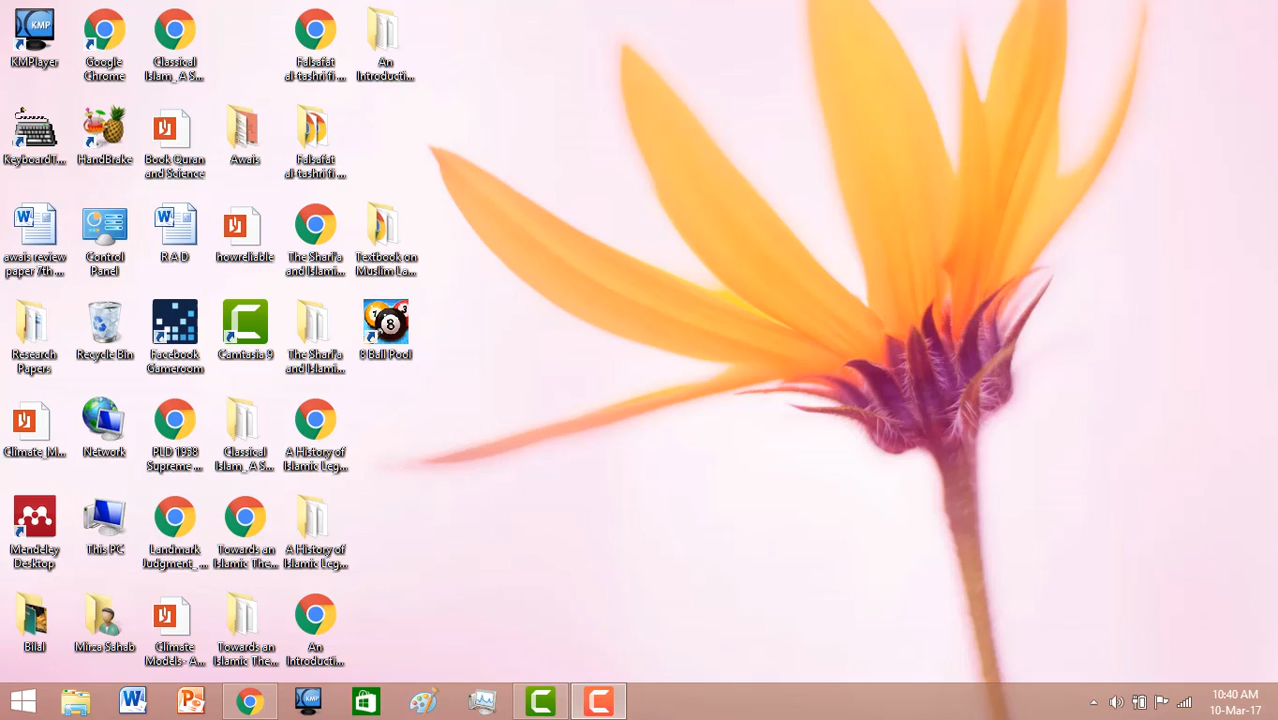 KMPlayer
Google
Chrome
Classical
Islam_ A S...
Falsafat
al-tashri fi ...
An
Introducti...
KeyboardT...
HandBrake
Book Quran
and Science
Awais
Falsafat
al-tashri fi ...
awais review
paper 7th ...
Control
Panel
R A D
howreliable
The Shari'a
and Islami...
Textbook on
Muslim La...
Research
Papers
Recycle Bin
Facebook
Gameroom
Camtasia 9
The Shari'a
and Islami...
8 Ball Pool
Climate_M...
Network
PLD 1958
Supreme ...
Classical
Islam_ A S...
A History of
Islamic Leg...
Mendeley
Desktop
This PC
Landmark
Judgment_...
Towards an
Islamic The...
A History of
Islamic Leg...
Bilal
Mirza Sahab
Climate
Models - A...
Towards an
Islamic The...
An
Introducti...
10:40 AM
10-Mar-17